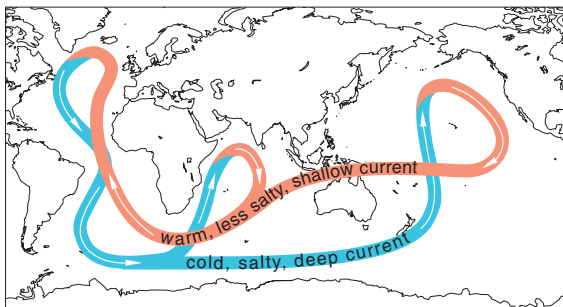 warm, less salty, shallow current
cold, salty, deep current